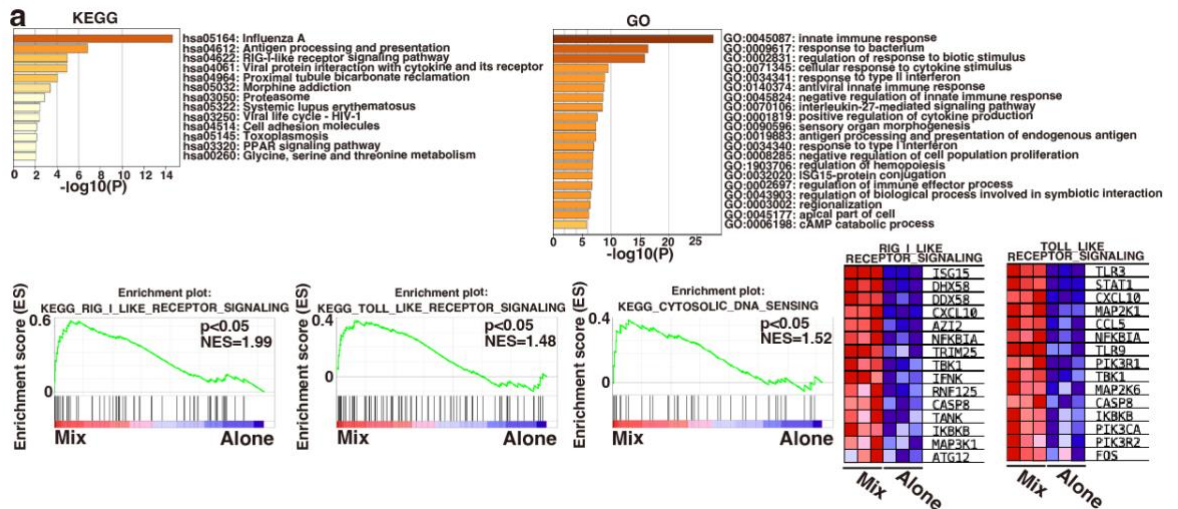 a
KEGG
hsa05164: Influenza A
hsa04612: Antigen processing and presentation
hsa04622: RIG-I-like receptor signaling pathway
hsa04061: Viral protein interaction with cytokine and its receptor
hsa04964: Proximal tubule bicarbonate reclamation
hsa05032: Morphine addiction
hsa03050: Proteasome
hsa05322: Systemic lupus erythematosus
hsa03250: Viral life cycle - HIV-1
hsa04514: Cell adhesion molecules
hsa05145: Toxoplasmosis
hsa03320: PPAR signaling pathway
hsa00260: Glycine, serine and threonine metabolism
0 2 4 6 8 10 12 14
-log10(P)
GO
GO:0045087: innate immune response
GO:0009617: response to bacterium
GO:0002831: regulation of response to biotic stimulus
GO:0071345: cellular response to cytokine stimulus
GO:0034341: response to type II interferon
GO:0140374: antiviral innate immune response
GO:0045824: negative regulation of innate immune response
GO:0070106: interleukin-27-mediated signaling pathway
GO:0001819: positive regulation of cytokine production
GO:0090596: sensory organ morphogenesis
GO:0019883: antigen processing and presentation of endogenous antigen
GO:0034340: response to type I interferon
GO:0008285: negative regulation of cell population proliferation
GO:1903706: regulation of hemopoiesis
GO:0032020: ISG15-protein conjugation
GO:0002697: regulation of immune effector process
GO:0043903: regulation of biological process involved in symbiotic interaction
GO:0003002: regionalization
GO:0045177: apical part of cell
GO:0006198: cAMP catabolic process
0 5 10 15 20 25
-log10(P)
Enrichment plot:
KEGG_RIG_I_LIKE_RECEPTOR_SIGNALING
Enrichment score (ES)
0.6
0
p<0.05
NES=1.99
Mix Alone
Enrichment plot:
KEGG_TOLL_LIKE_RECEPTOR_SIGNALING
Enrichment score (ES)
0.4
0
p<0.05
NES=1.48
Mix Alone
Enrichment plot:
KEGG_CYTOSOLIC_DNA_SENSING
Enrichment score (ES)
0.4
0
p<0.05
NES=1.52
Mix Alone
RIG_I_LIKE
RECEPTOR_SIGNALING
ISG15
DHX58
DDX58
CXCL10
AZI2
NFKBIA
TRIM25
TBK1
IFNK
RNF125
CASP8
TANK
IKBKB
MAP3K1
ATG12
Mix Alone
TOLL_LIKE
RECEPTOR_SIGNALING
TLR3
STAT1
CXCL10
MAP2K1
CCL5
NFKBIA
TLR9
PIK3R1
TBK1
MAP2K6
CASP8
IKBKB
PIK3CA
PIK3R2
FOS
Mix Alone